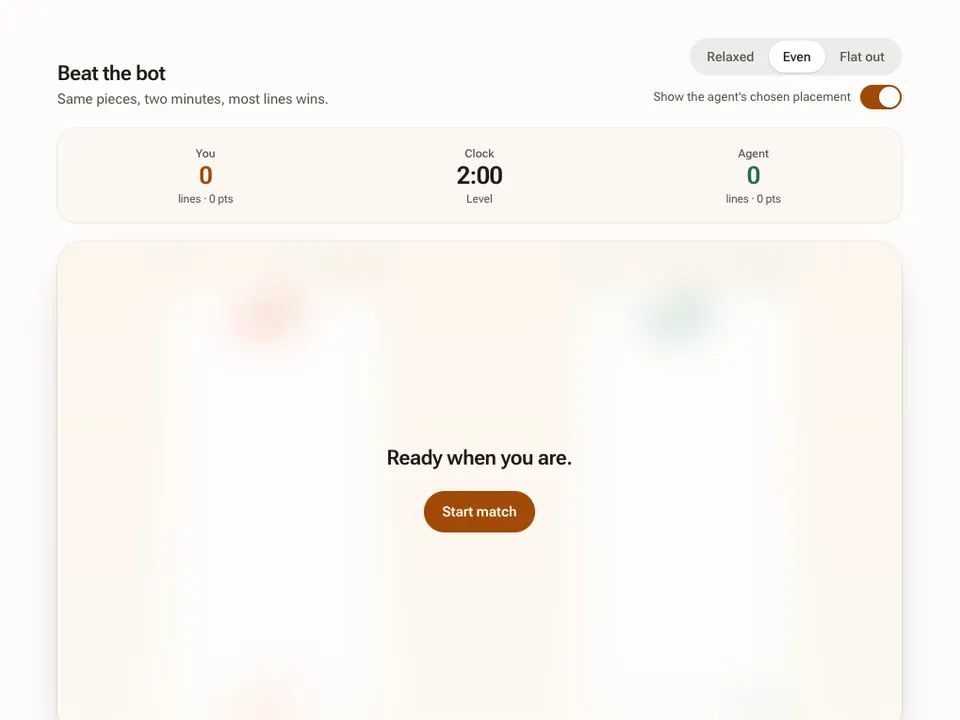 Beat the bot
Same pieces, two minutes, most lines wins.
Relaxed Even Flat out
Show the agent's chosen placement
You
0
lines · 0 pts
Clock
2:00
Level
Agent
0
lines · 0 pts
Ready when you are.
Start match